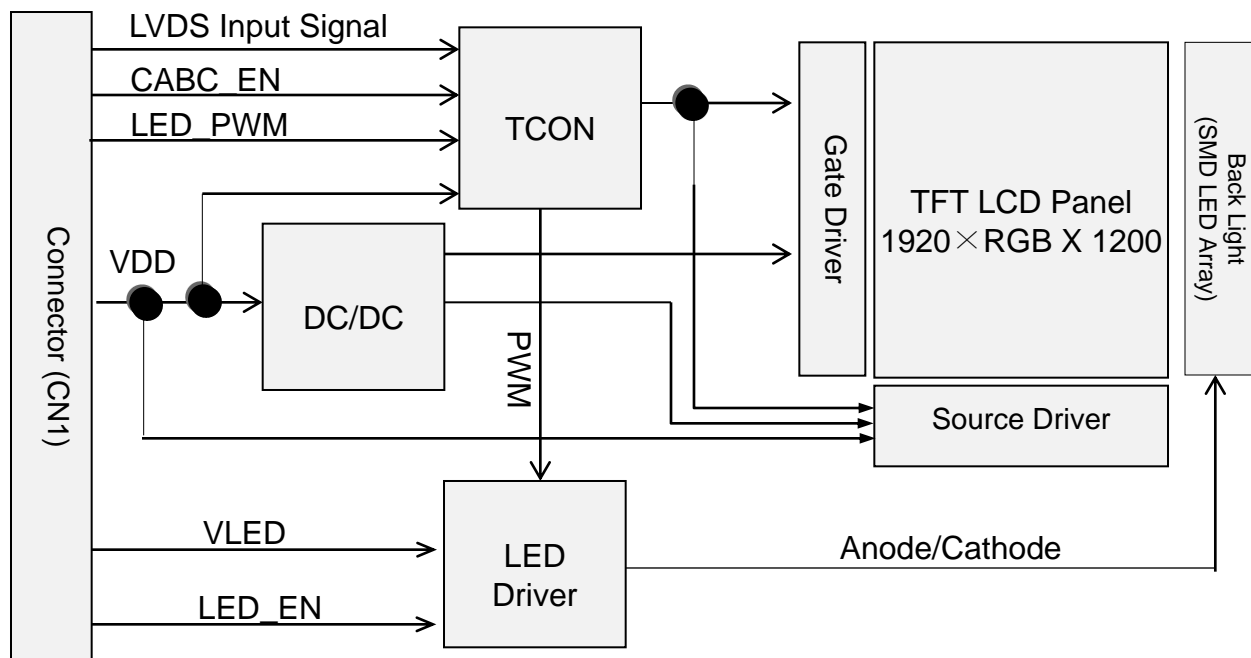 LVDS Input Signal
CABC_EN
LED_PWM
TCON
Gate Driver
TFT LCD Panel
1920×RGB X 1200
Back Light
(SMD LED Array)
Connector (CN1)
VDD
DC/DC
PWM
Source Driver
VLED
LED_EN
LED
Driver
Anode/Cathode